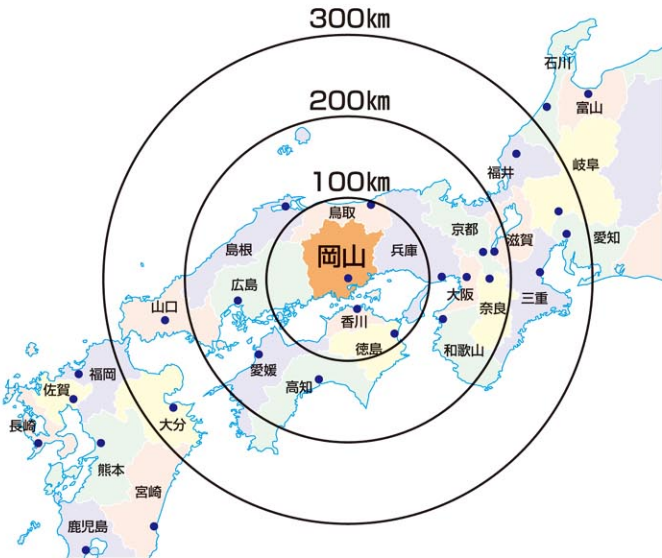 300km
石川
富山
200km
福井
岐阜
100km
鳥取
京都
滋賀
愛知
島根
岡山
兵庫
広島
大阪
奈良
三重
山口
香川
徳島
和歌山
愛媛
高知
福岡
佐賀
大分
長崎
熊本
宮崎
鹿児島